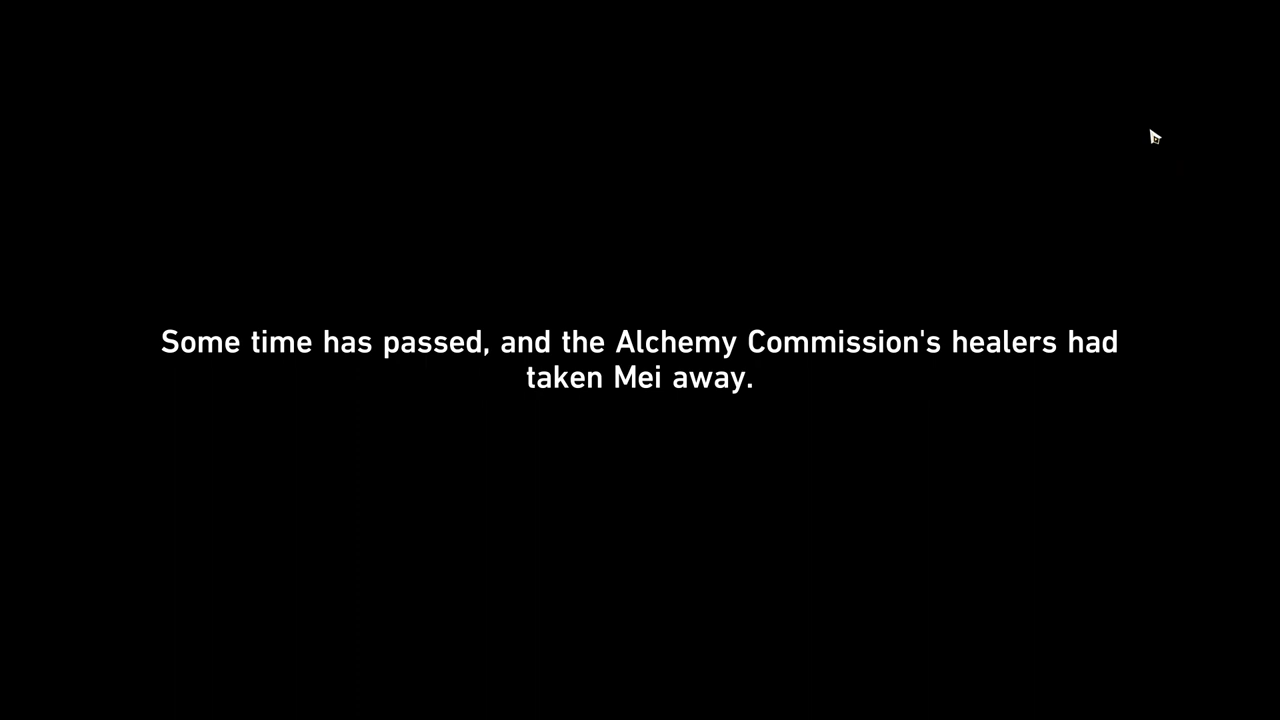 Some time has passed, and the Alchemy Commission's healers had
taken Mei away.